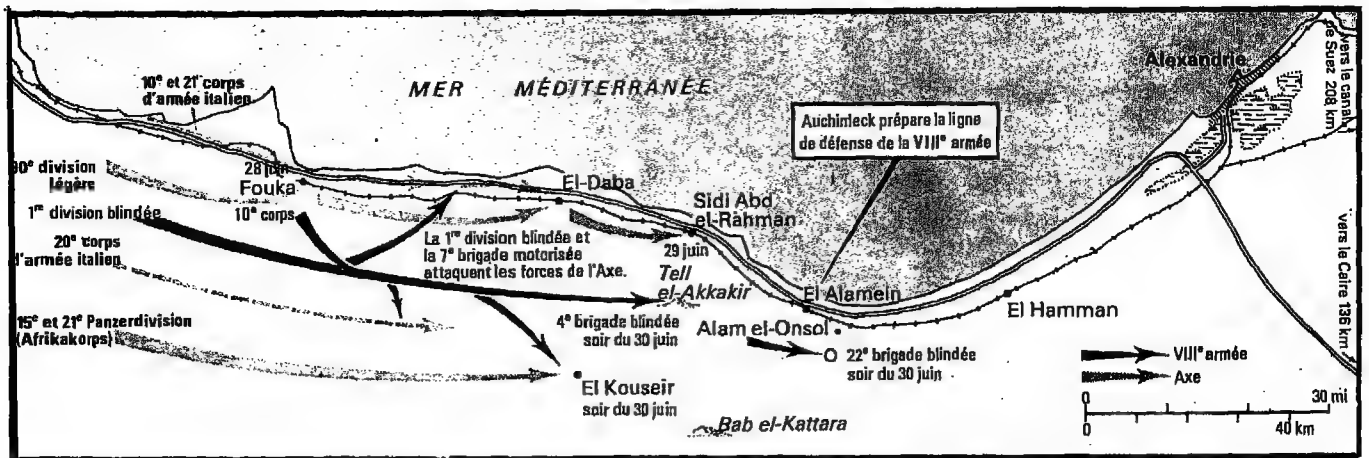 10e et 21e corps
d'armée italien
MER MÉDITERRANÉE
Alexandrie
vers le canal
de Suez 208 km
Auchinleck prépare la ligne
de défense de la VIIIe armée
90e division
légère
28 juin
Fouka
El-Daba
1re division blindée
10e corps
Sidi Abd
el-Rahman
29 juin
La 1re division blindée et
la 7e brigade motorisée
attaquent les forces de l'Axe.
20e corps
d'armée italien
Tell
el-Akkakir
vers le Caire 1136 km
El Alamein
El Hamman
15e et 21e Panzerdivision
(Afrikakorps)
4e brigade blindée
soir du 30 juin
Alam el-Onsol
22e brigade blindée
soir du 30 juin
El Kouseir
soir du 30 juin
Bab el-Kattara
VIIIe armée
Axe
0 30 mi
0 40 km